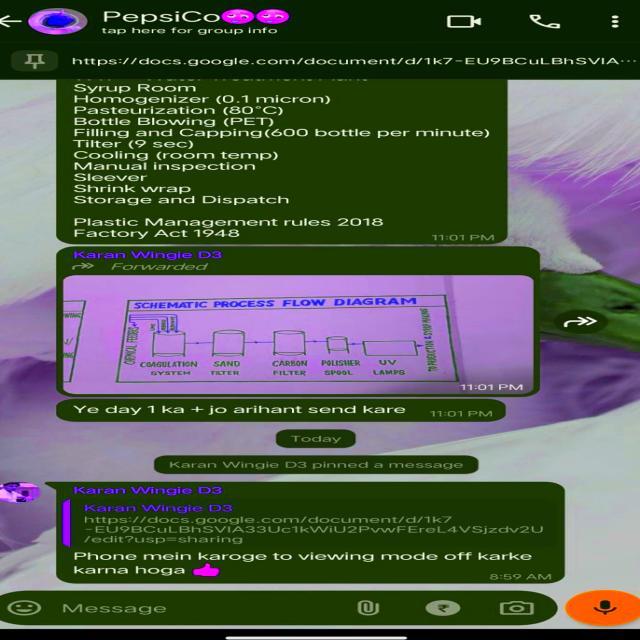 PepsiCo
tap here for group info
https://docs.google.com/document/d/1k7-EU9BCuLBhSVIA···
Syrup Room
Homogenizer (0.1 micron)
Pasteurization (80°C)
Bottle Blowing (PET)
Filling and Capping(600 bottle per minute)
Tilter (9 sec)
Cooling (room temp)
Manual inspection
Sleever
Shrink wrap
Storage and Dispatch
Plastic Management rules 2018
Factory Act 1948
11:01 PM
Karan Wingie D3
Forwarded
SCHEMATIC PROCESS FLOW DIAGRAM
CHEMICAL FEEDERS
COAGULATION SYSTEM
SAND FILTER
CARBON FILTER
POLISHER SPOOL
UV LAMPS
11:01 PM
Ye day 1 ka + jo arihant send kare
11:01 PM
Today
Karan Wingie D3 pinned a message
Karan Wingie D3
Karan Wingie D3
https://docs.google.com/document/d/1k7
-EU9BCuLBhSVIA33Uc1kWiU2PvwFEreL4VSjzdv2U
/edit?usp=sharing
Phone mein karoge to viewing mode off karke
karna hoga 👍
8:59 AM
Message